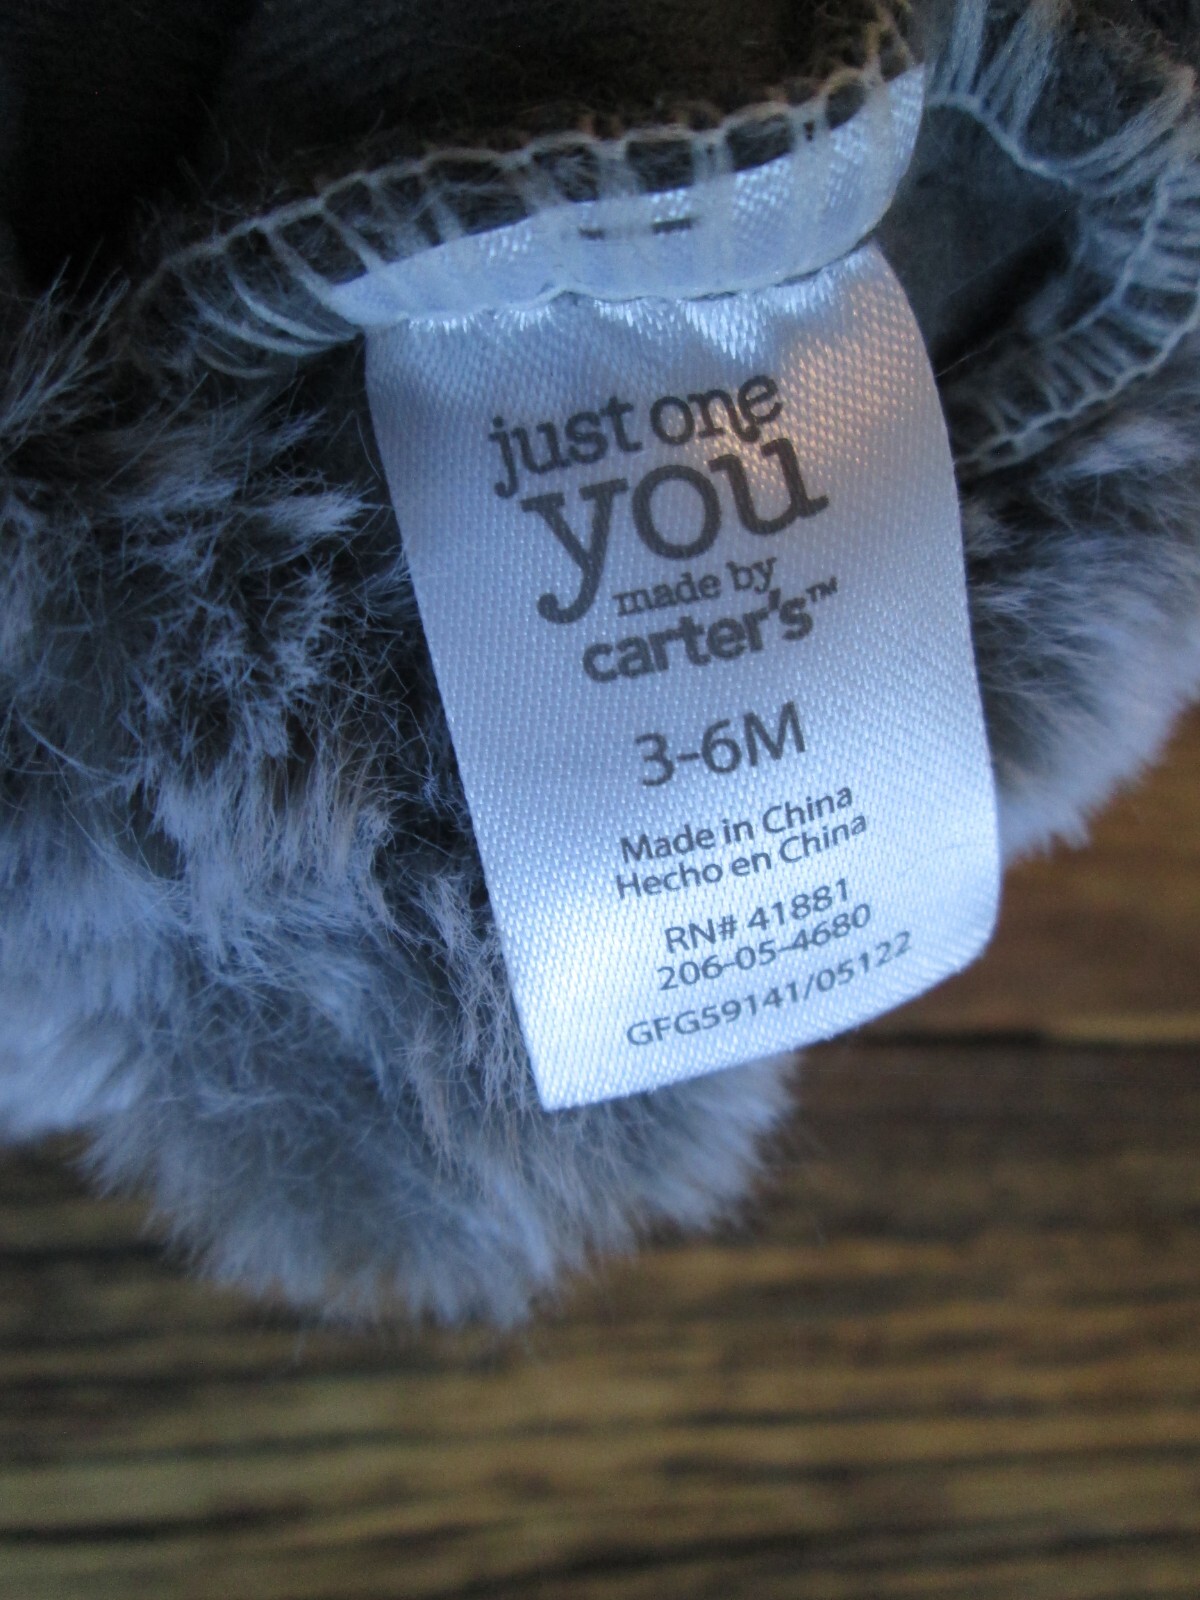 just one
you
made by
carter's™
3-6M
Made in China
Hecho en China
RN# 41881
206-05-4680
GFG59141/05122